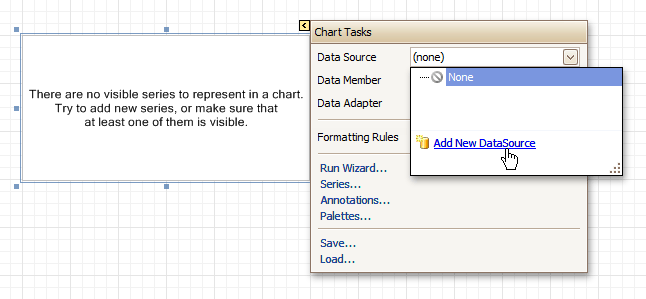 There are no visible series to represent in a chart.
Try to add new series, or make sure that
at least one of them is visible.
Chart Tasks
Data Source (none)
None
Data Member
Data Adapter
Add New DataSource
Formatting Rules
Run Wizard...
Series...
Annotations...
Palettes...
Save...
Load...